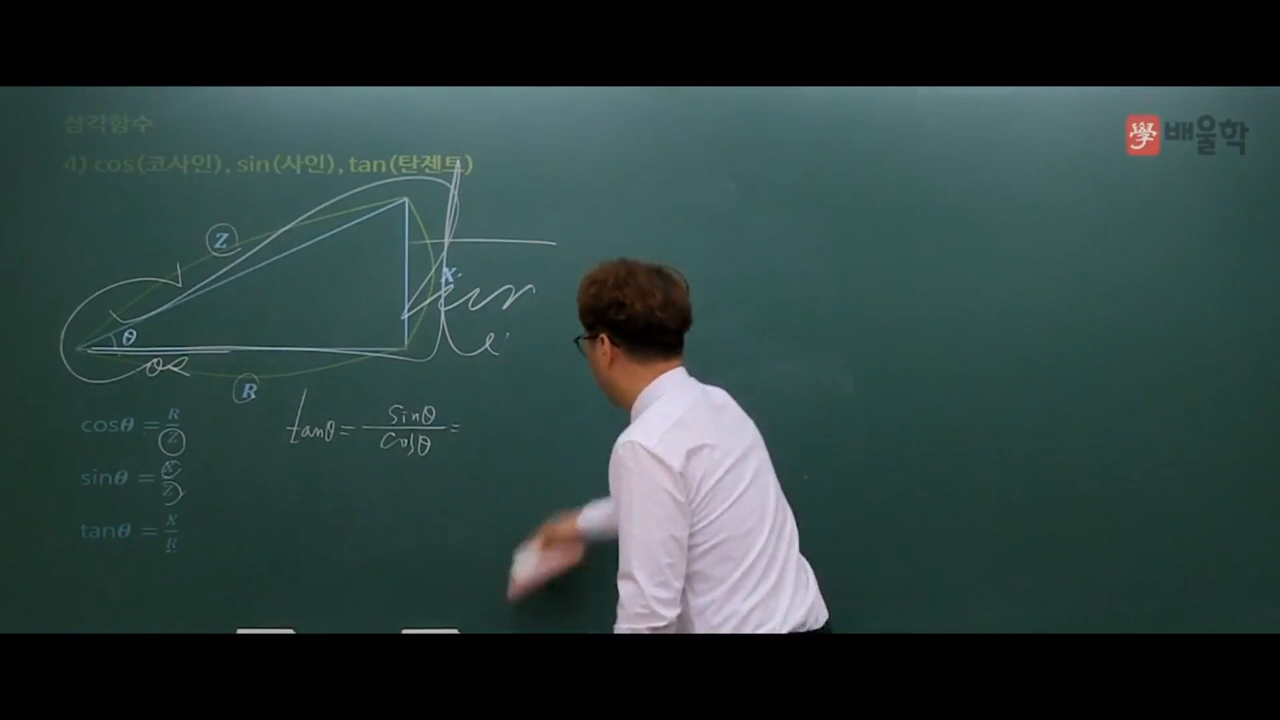 삼각함수
學 배울학
4) cos(코사인), sin(사인), tan(탄젠트)
Z
X
θ
cos
R
cosθ = R/Z
tanθ = sinθ/cosθ =
sinθ = X/Z
tanθ = X/R